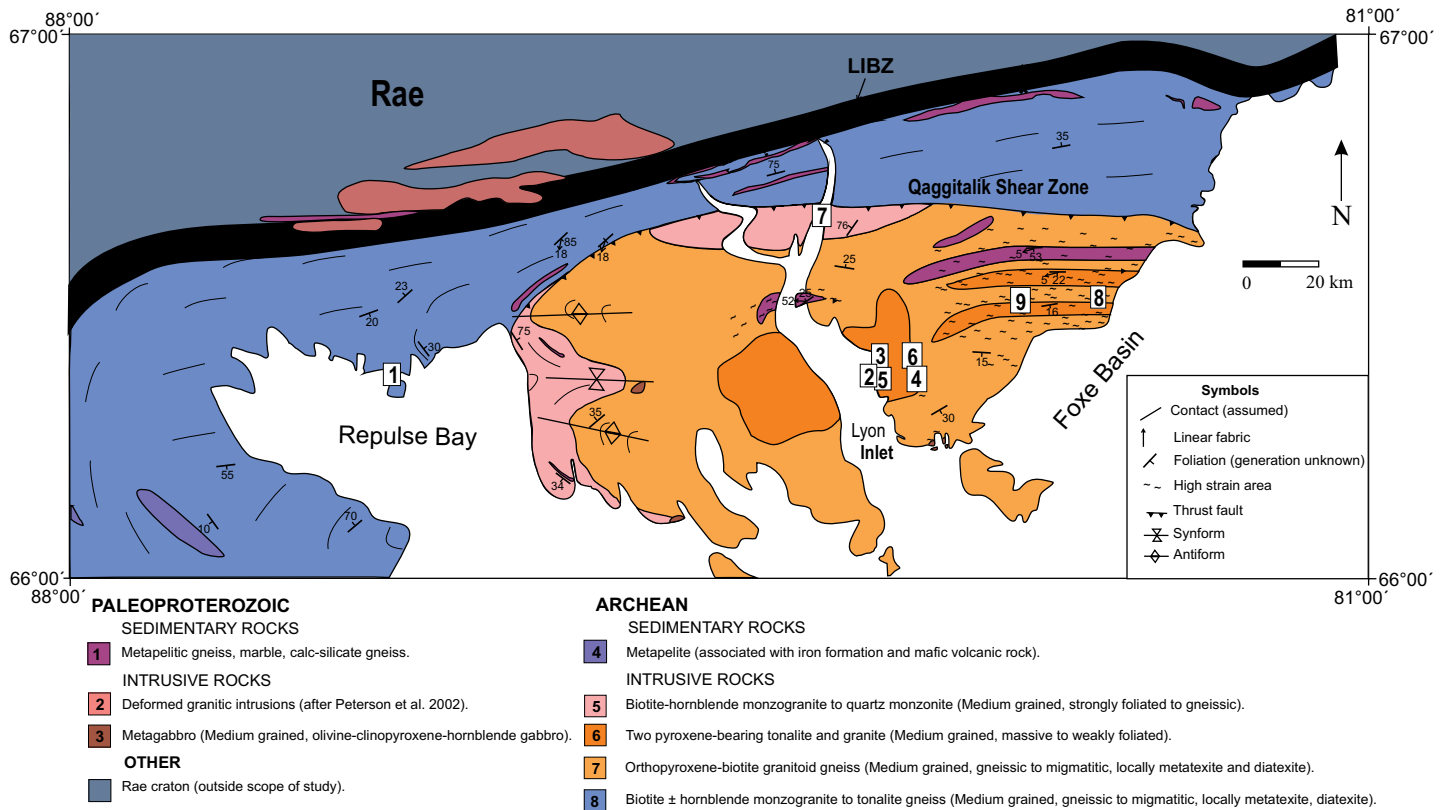 88°00´
81°00´
67°00´
67°00´
LIBZ
Rae
35
75
Qaggitalik Shear Zone
7
76
N
85
18
18
25
5
53
5
22
20 km
0
23
20
52
9
8
16
30
75
3
6
15
1
2
5
4
Foxe Basin
Repulse Bay
35
30
Lyon
Inlet
55
34
10
70
Symbols
Contact (assumed)
Linear fabric
Foliation (generation unknown)
High strain area
Thrust fault
Synform
Antiform
66°00´
66°00´
88°00´
81°00´
PALEOPROTEROZOIC
SEDIMENTARY ROCKS
1 Metapelitic gneiss, marble, calc-silicate gneiss.
INTRUSIVE ROCKS
2 Deformed granitic intrusions (after Peterson et al. 2002).
3 Metagabbro (Medium grained, olivine-clinopyroxene-hornblende gabbro).
OTHER
Rae craton (outside scope of study).
ARCHEAN
SEDIMENTARY ROCKS
4 Metapelite (associated with iron formation and mafic volcanic rock).
INTRUSIVE ROCKS
5 Biotite-hornblende monzogranite to quartz monzonite (Medium grained, strongly foliated to gneissic).
6 Two pyroxene-bearing tonalite and granite (Medium grained, massive to weakly foliated).
7 Orthopyroxene-biotite granitoid gneiss (Medium grained, gneissic to migmatitic, locally metatexite and diatexite).
8 Biotite ± hornblende monzogranite to tonalite gneiss (Medium grained, gneissic to migmatitic, locally metatexite, diatexite).